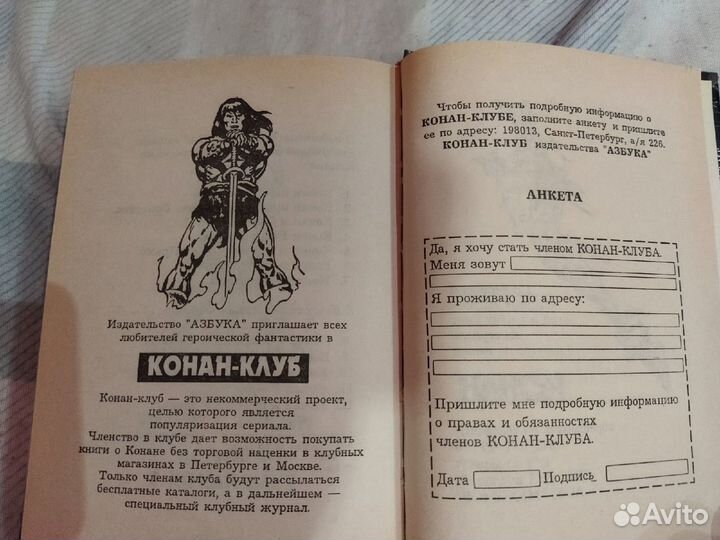 Издательство "АЗБУКА" приглашает всех
любителей героической фантастики в
КОНАН-КЛУБ
Конан-клуб — это некоммерческий проект,
целью которого является
популяризация сериала.
Членство в клубе дает возможность покупать
книги о Конане без торговой наценки в клубных
магазинах в Петербурге и Москве.
Только членам клуба будут рассылаться
бесплатные каталоги, а в дальнейшем —
специальный клубный журнал.
Чтобы получить подробную информацию о
КОНАН-КЛУБЕ, заполните анкету и пришлите
ее по адресу: 198013, Санкт-Петербург, а/я 226.
КОНАН-КЛУБ издательства "АЗБУКА"
АНКЕТА
Да, я хочу стать членом КОНАН-КЛУБА.
Меня зовут
Я проживаю по адресу:
Пришлите мне подробную информацию
о правах и обязанностях
членов КОНАН-КЛУБА.
Дата Подпись
Avito